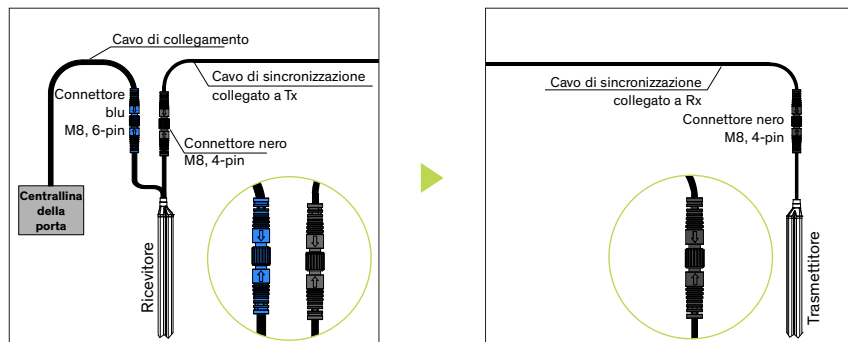 Cavo di collegamento
Cavo di sincronizzazione
collegato a Tx
Connettore
blu
M8, 6-pin
Connettore nero
M8, 4-pin
Centrallina
della
porta
Ricevitore
Cavo di sincronizzazione
collegato a Rx
Connettore nero
M8, 4-pin
Trasmettitore